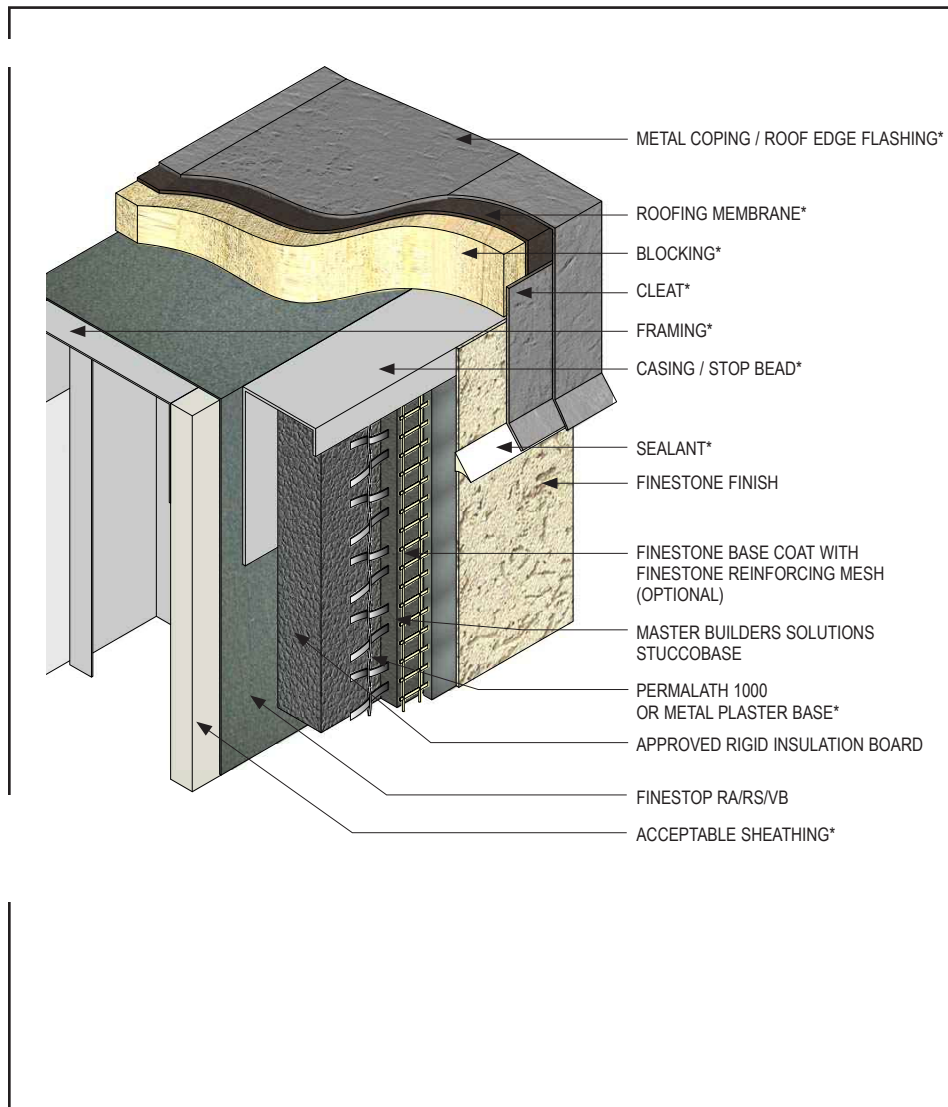 METAL COPING / ROOF EDGE FLASHING*
ROOFING MEMBRANE*
BLOCKING*
CLEAT*
FRAMING*
CASING / STOP BEAD*
SEALANT*
FINESTONE FINISH
FINESTONE BASE COAT WITH
FINESTONE REINFORCING MESH
(OPTIONAL)
MASTER BUILDERS SOLUTIONS
STUCCOBASE
PERMALATH 1000
OR METAL PLASTER BASE*
APPROVED RIGID INSULATION BOARD
FINESTOP RA/RS/VB
ACCEPTABLE SHEATHING*